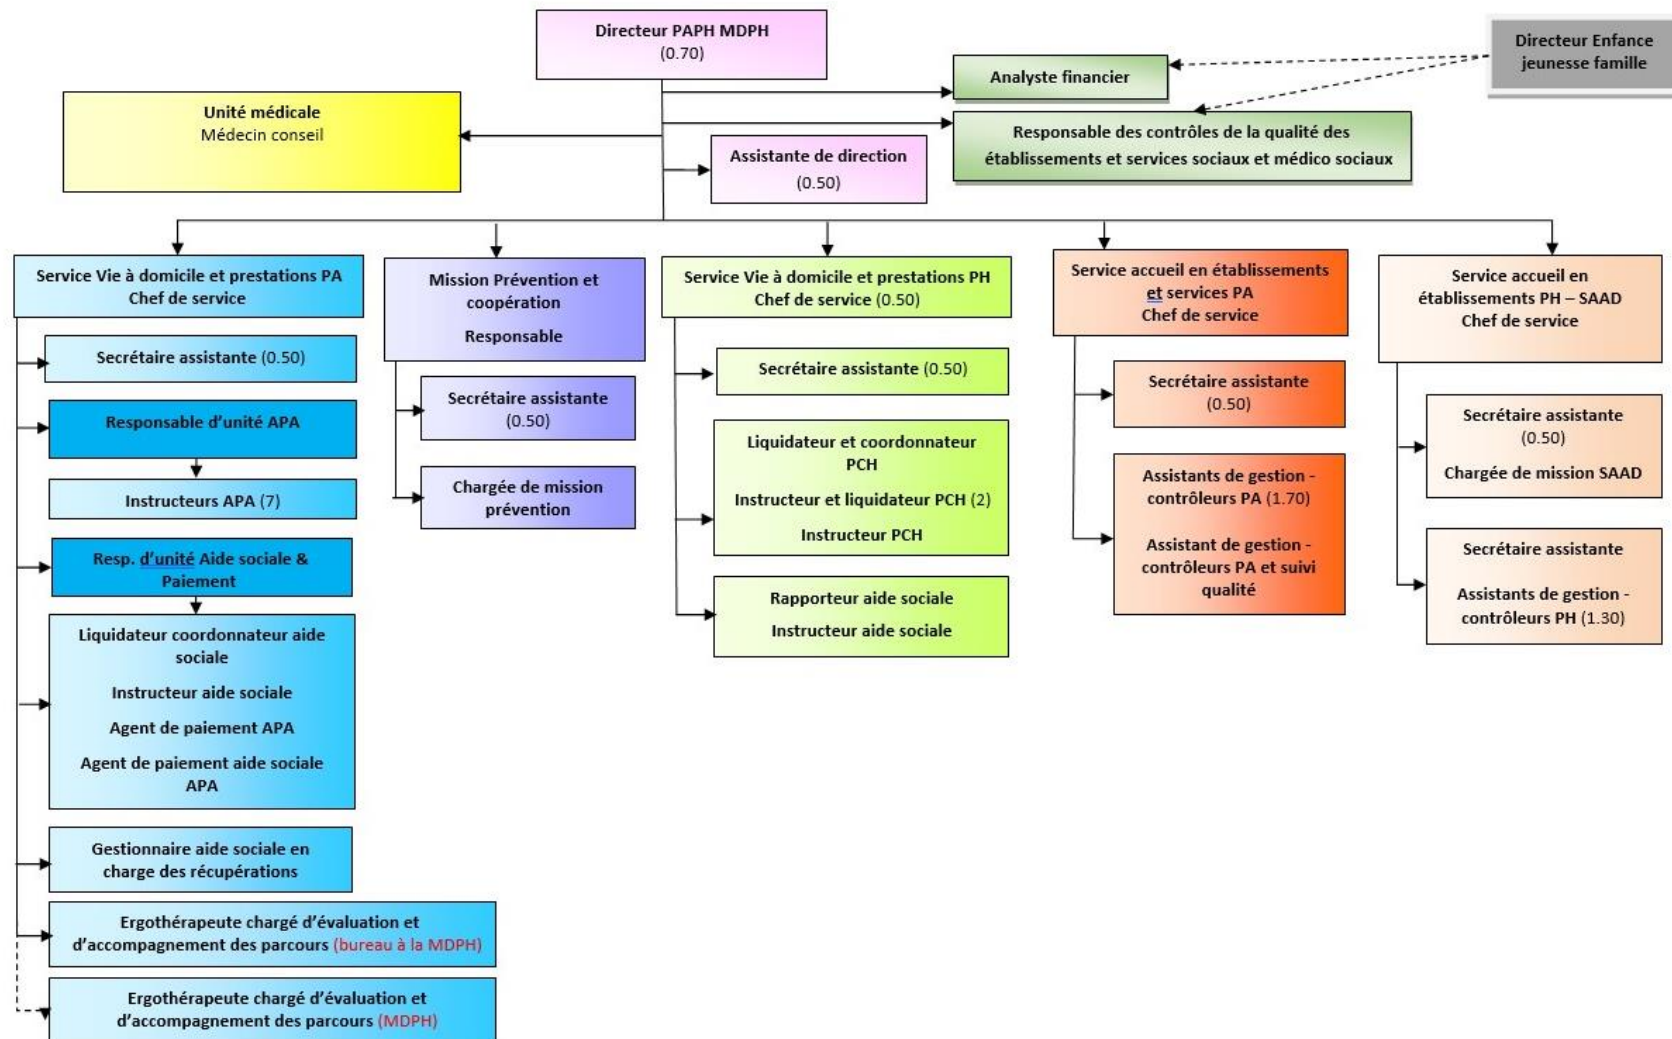 Directeur PAPH MDPH
(0.70)
Directeur Enfance
jeunesse famille
Analyste financier
Unité médicale
Médecin conseil
Responsable des contrôles de la qualité des
établissements et services sociaux et médico sociaux
Assistante de direction
(0.50)
Service Vie à domicile et prestations PA
Chef de service
Secrétaire assistante (0.50)
Responsable d’unité APA
Instructeurs APA (7)
Resp. d’unité Aide sociale &
Paiement
Liquidateur coordonnateur aide
sociale
Instructeur aide sociale
Agent de paiement APA
Agent de paiement aide sociale
APA
Gestionnaire aide sociale en
charge des récupérations
Ergothérapeute chargé d’évaluation et
d’accompagnement des parcours (bureau à la MDPH)
Ergothérapeute chargé d’évaluation et
d’accompagnement des parcours (MDPH)
Mission Prévention et
coopération
Responsable
Secrétaire assistante
(0.50)
Chargée de mission
prévention
Service Vie à domicile et prestations PH
Chef de service (0.50)
Secrétaire assistante (0.50)
Liquidateur et coordonnateur
PCH
Instructeur et liquidateur PCH (2)
Instructeur PCH
Rapporteur aide sociale
Instructeur aide sociale
Service accueil en établissements
et services PA
Chef de service
Secrétaire assistante
(0.50)
Assistants de gestion -
contrôleurs PA (1.70)
Assistant de gestion -
contrôleurs PA et suivi
qualité
Service accueil en
établissements PH – SAAD
Chef de service
Secrétaire assistante
(0.50)
Chargée de mission SAAD
Secrétaire assistante
Assistants de gestion -
contrôleurs PH (1.30)